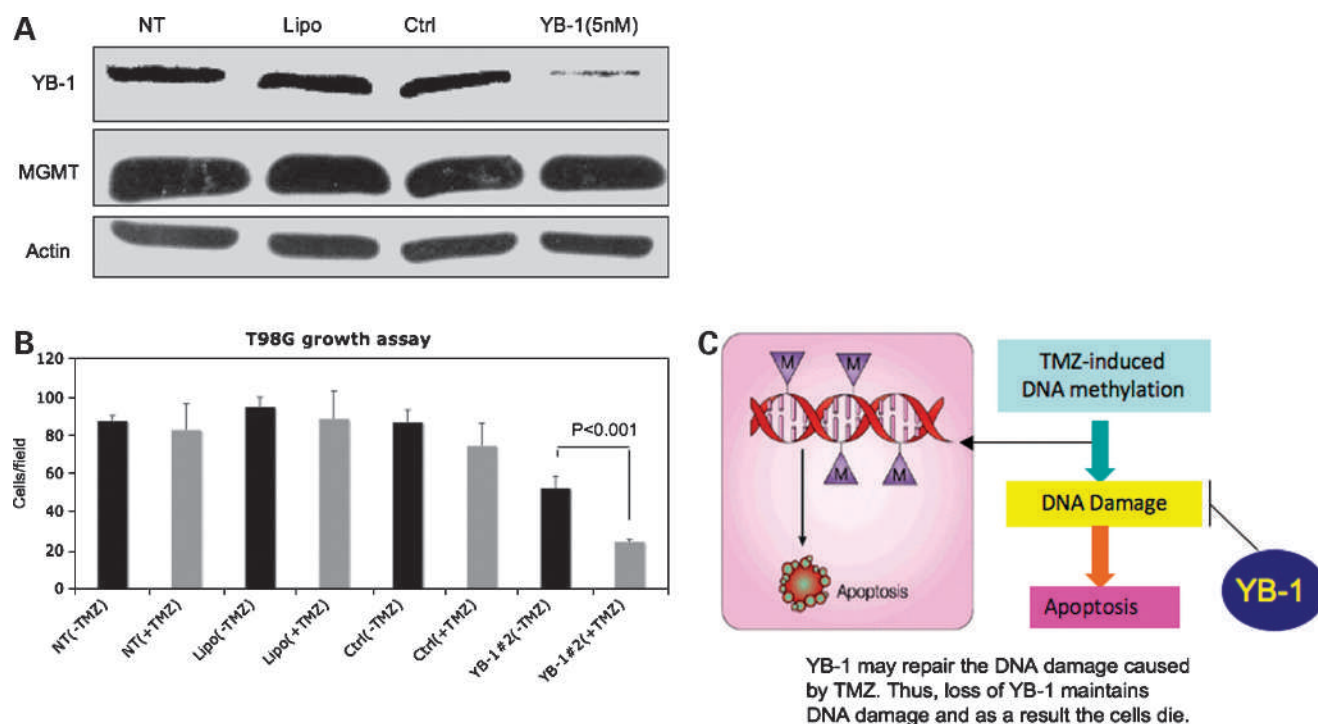 A
NT Lipo Ctrl YB-1(5nM)
YB-1
MGMT
Actin
B
T98G growth assay
Cells/field
120
100
80
60
40
20
0
P<0.001
NT(-TMZ)
NT(+TMZ)
Lipo(-TMZ)
Lipo(+TMZ)
Ctrl(-TMZ)
Ctrl(+TMZ)
YB-1#2(-TMZ)
YB-1#2(+TMZ)
C
M M
M M
Apoptosis
TMZ-induced
DNA methylation
DNA Damage
Apoptosis
YB-1
YB-1 may repair the DNA damage caused
by TMZ. Thus, loss of YB-1 maintains
DNA damage and as a result the cells die.